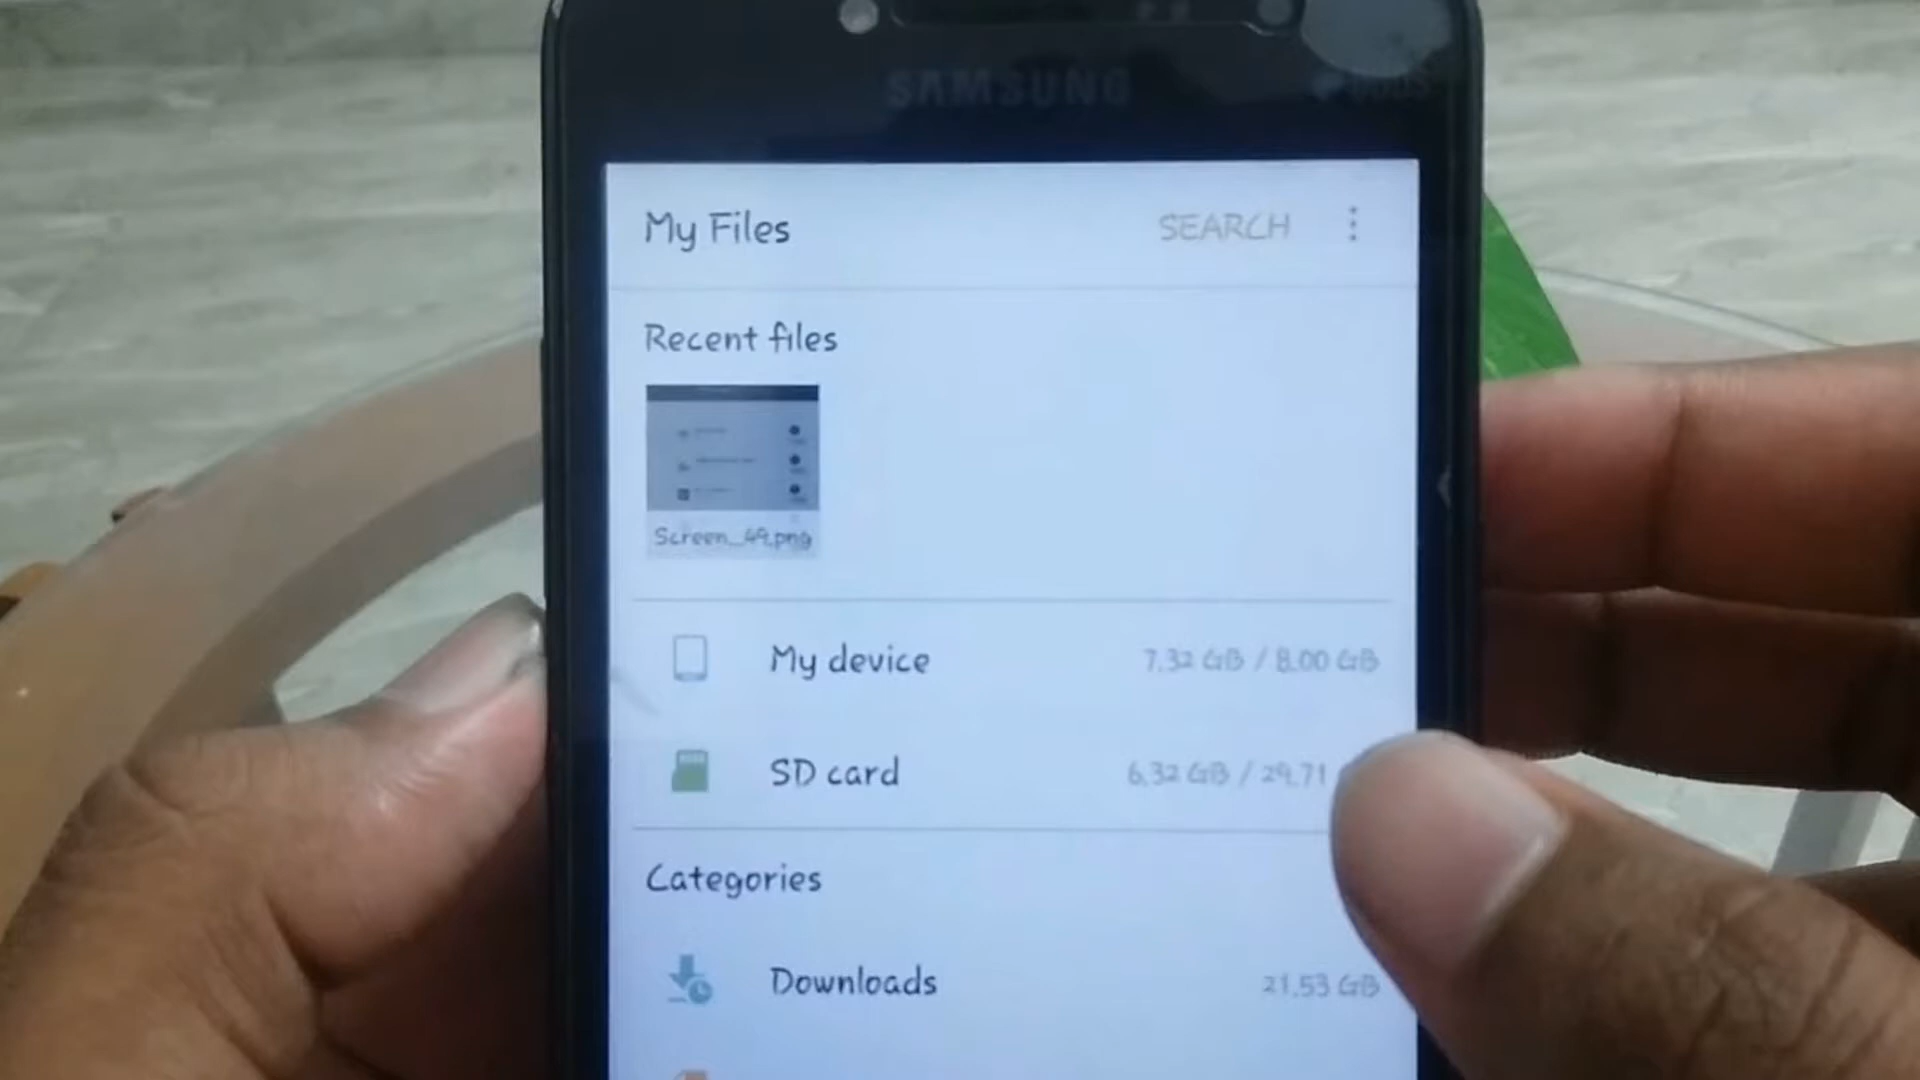 SAMSUNG
My Files SEARCH
Recent files
Screen_49.png
My device 7.32 GB / 8.00 GB
SD card 6.32 GB / 29.71
Categories
Downloads 21.53 GB